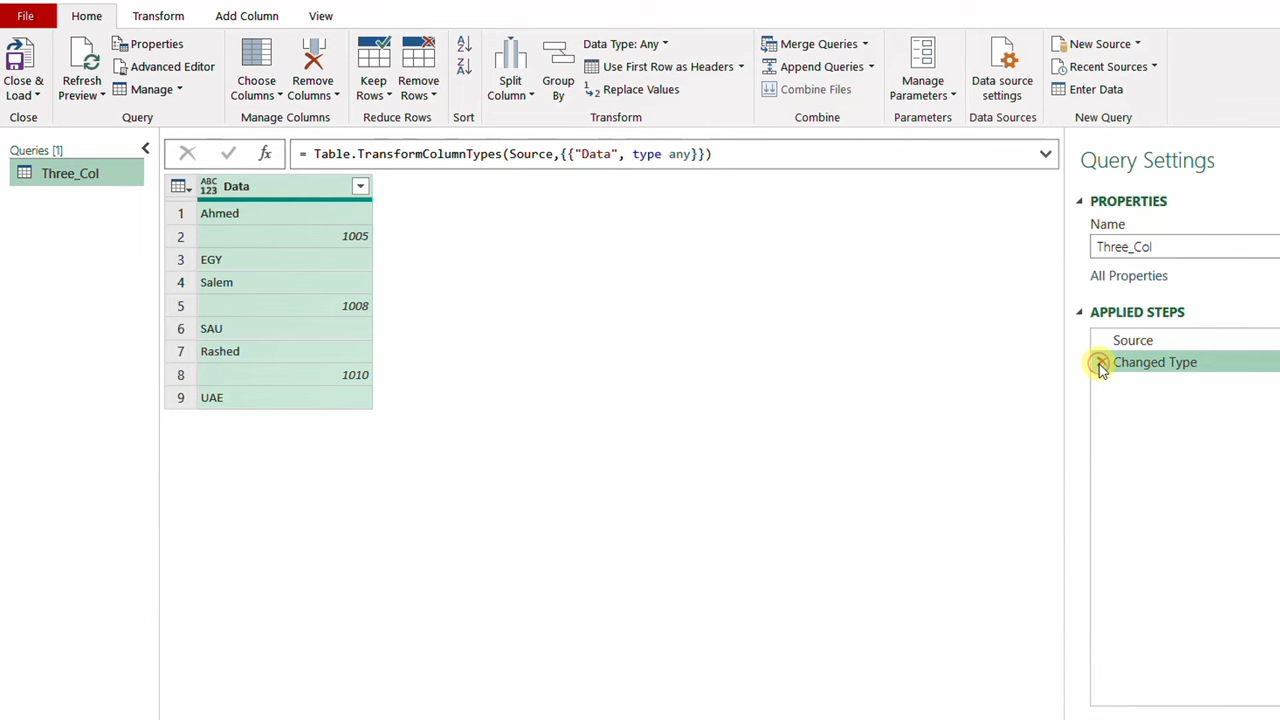 File Home Transform Add Column View
Close & Load
Close
Refresh Preview
Properties
Advanced Editor
Manage
Query
Choose Columns
Remove Columns
Manage Columns
Keep Rows
Remove Rows
Reduce Rows
Sort
Split Column
Group By
Data Type: Any
Use First Row as Headers
Replace Values
Transform
Merge Queries
Append Queries
Combine Files
Combine
Manage Parameters
Parameters
Data source settings
Data Sources
New Source
Recent Sources
Enter Data
New Query
Queries [1]
Three_Col
fx = Table.TransformColumnTypes(Source,{{"Data", type any}})
ABC 123 Data
1 Ahmed
2 1005
3 EGY
4 Salem
5 1008
6 SAU
7 Rashed
8 1010
9 UAE
Query Settings
PROPERTIES
Name
Three_Col
All Properties
APPLIED STEPS
Source
Changed Type